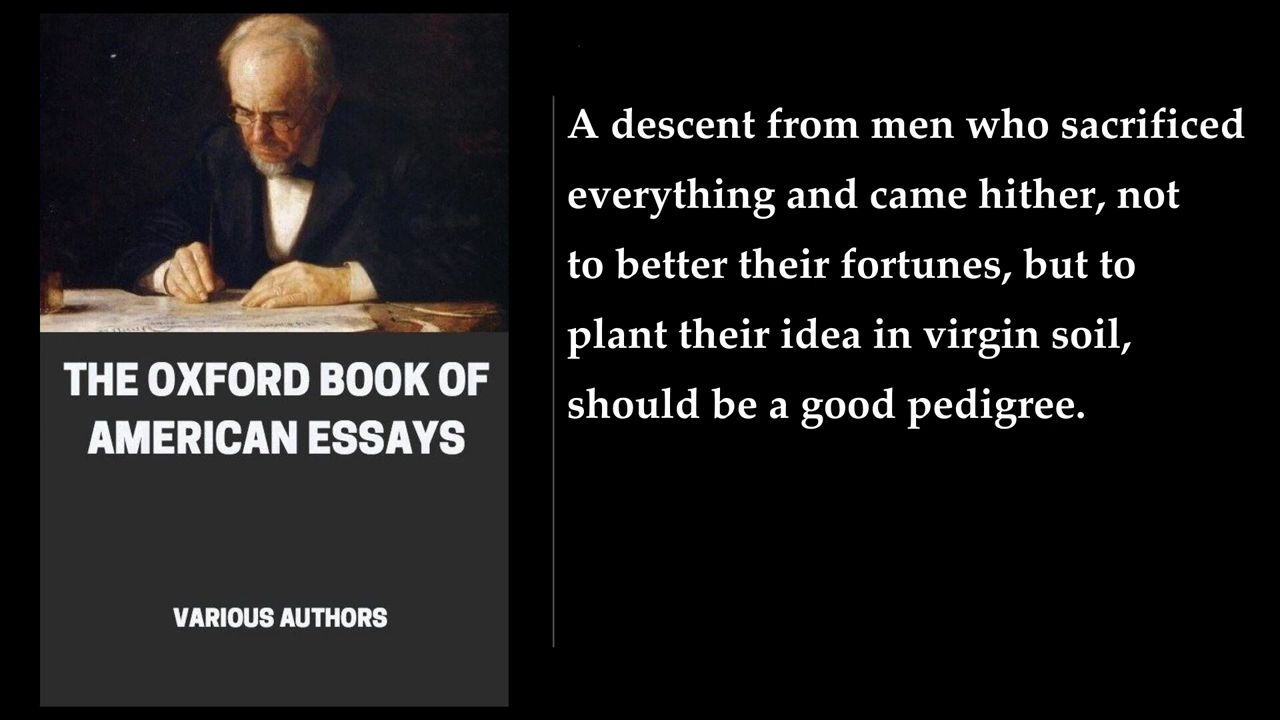 THE OXFORD BOOK OF
AMERICAN ESSAYS
VARIOUS AUTHORS
A descent from men who sacrificed
everything and came hither, not
to better their fortunes, but to
plant their idea in virgin soil,
should be a good pedigree.